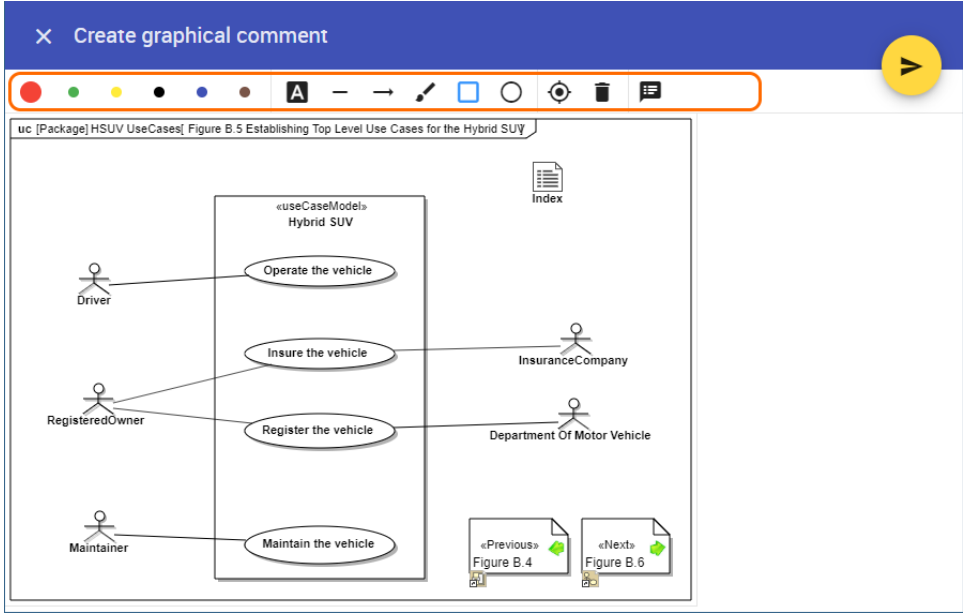 Create graphical comment
A
uc [Package] HSUV UseCases[ Figure B.5 Establishing Top Level Use Cases for the Hybrid SUV]
Index
«useCaseModel»
Hybrid SUV
Operate the vehicle
Driver
Insure the vehicle
InsuranceCompany
RegisteredOwner
Register the vehicle
Department Of Motor Vehicle
Maintainer
Maintain the vehicle
«Previous»
Figure B.4
«Next»
Figure B.6